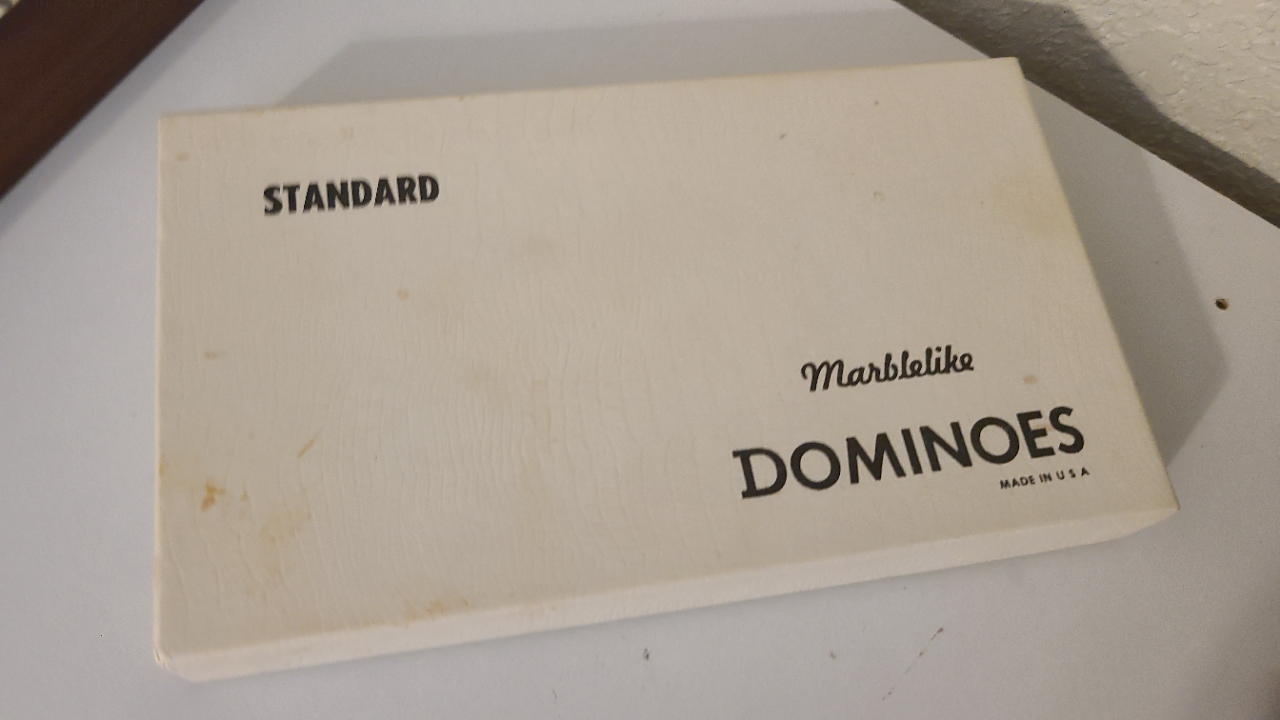 STANDARD
Marblelike
DOMINOES
MADE IN U S A